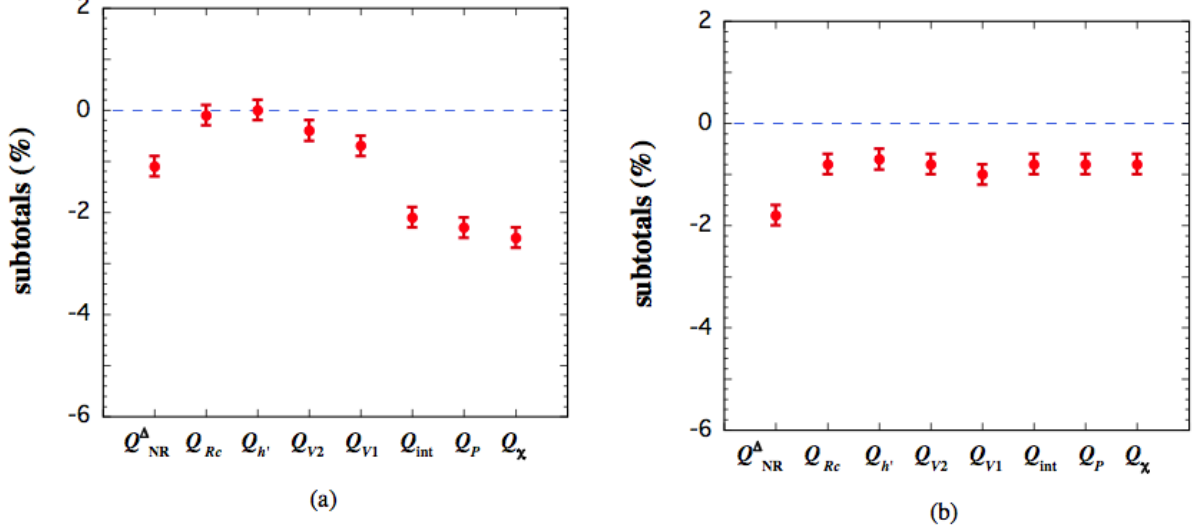 2
0
-2
-4
-6
subtotals (%)
Q^Δ_NR Q_Rc Q_h' Q_V2 Q_V1 Q_int Q_P Q_χ
(a)
2
0
-2
-4
-6
subtotals (%)
Q^Δ_NR Q_Rc Q_h' Q_V2 Q_V1 Q_int Q_P Q_χ
(b)